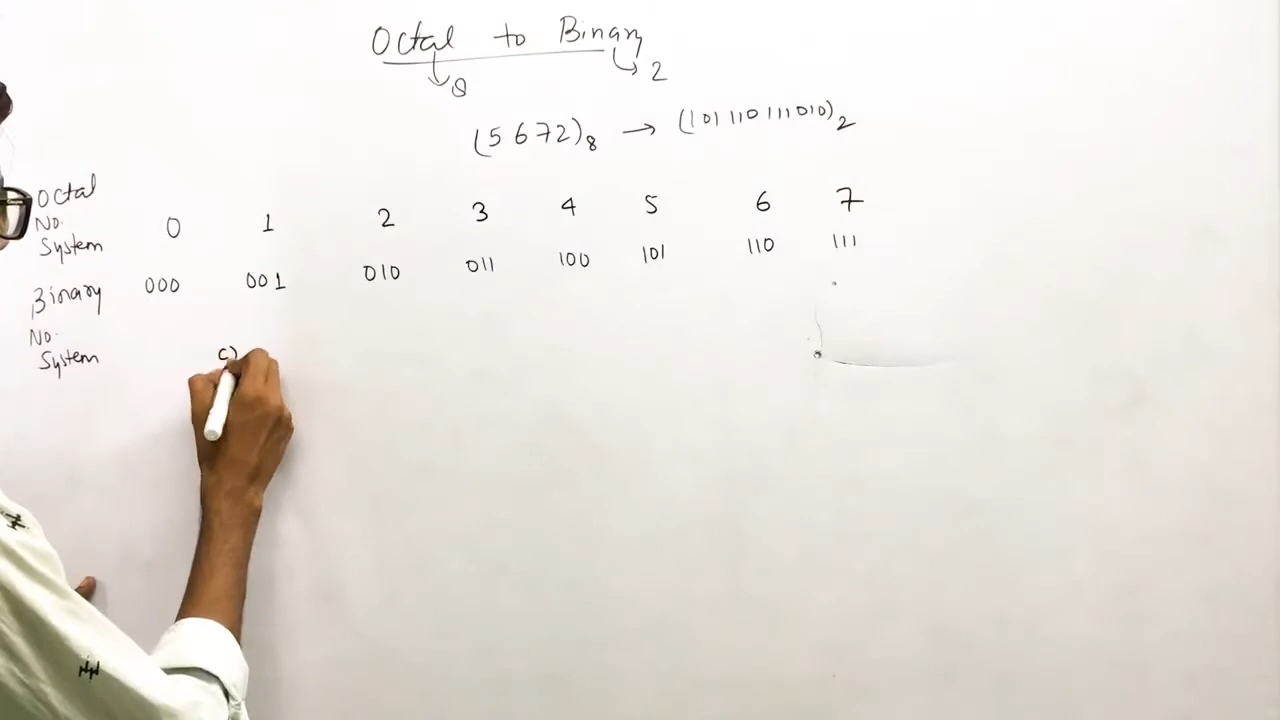 Octal to Binary
8 2
(5672)₈ → (101110111010)₂
Octal No. System 0 1 2 3 4 5 6 7
Binary No. System 000 001 010 011 100 101 110 111
c)